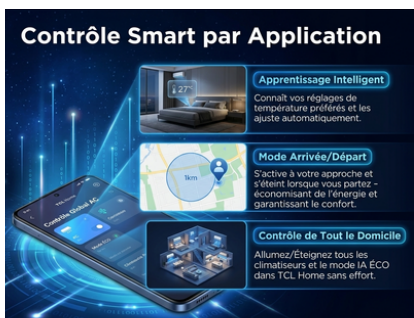 Contrôle Smart par Application
27°
Apprentissage Intelligent
Connaît vos réglages de
température préférés et les
ajuste automatiquement.
1km
Mode Arrivée/Départ
S'active à votre approche et
s'éteint lorsque vous partez -
économisant de l'énergie et
garantissant le confort.
TCL Home
Contrôle Global AC
Contrôle de Tout le Domicile
Allumez/Éteignez tous les
climatiseurs et le mode IA ÉCO
dans TCL Home sans effort.